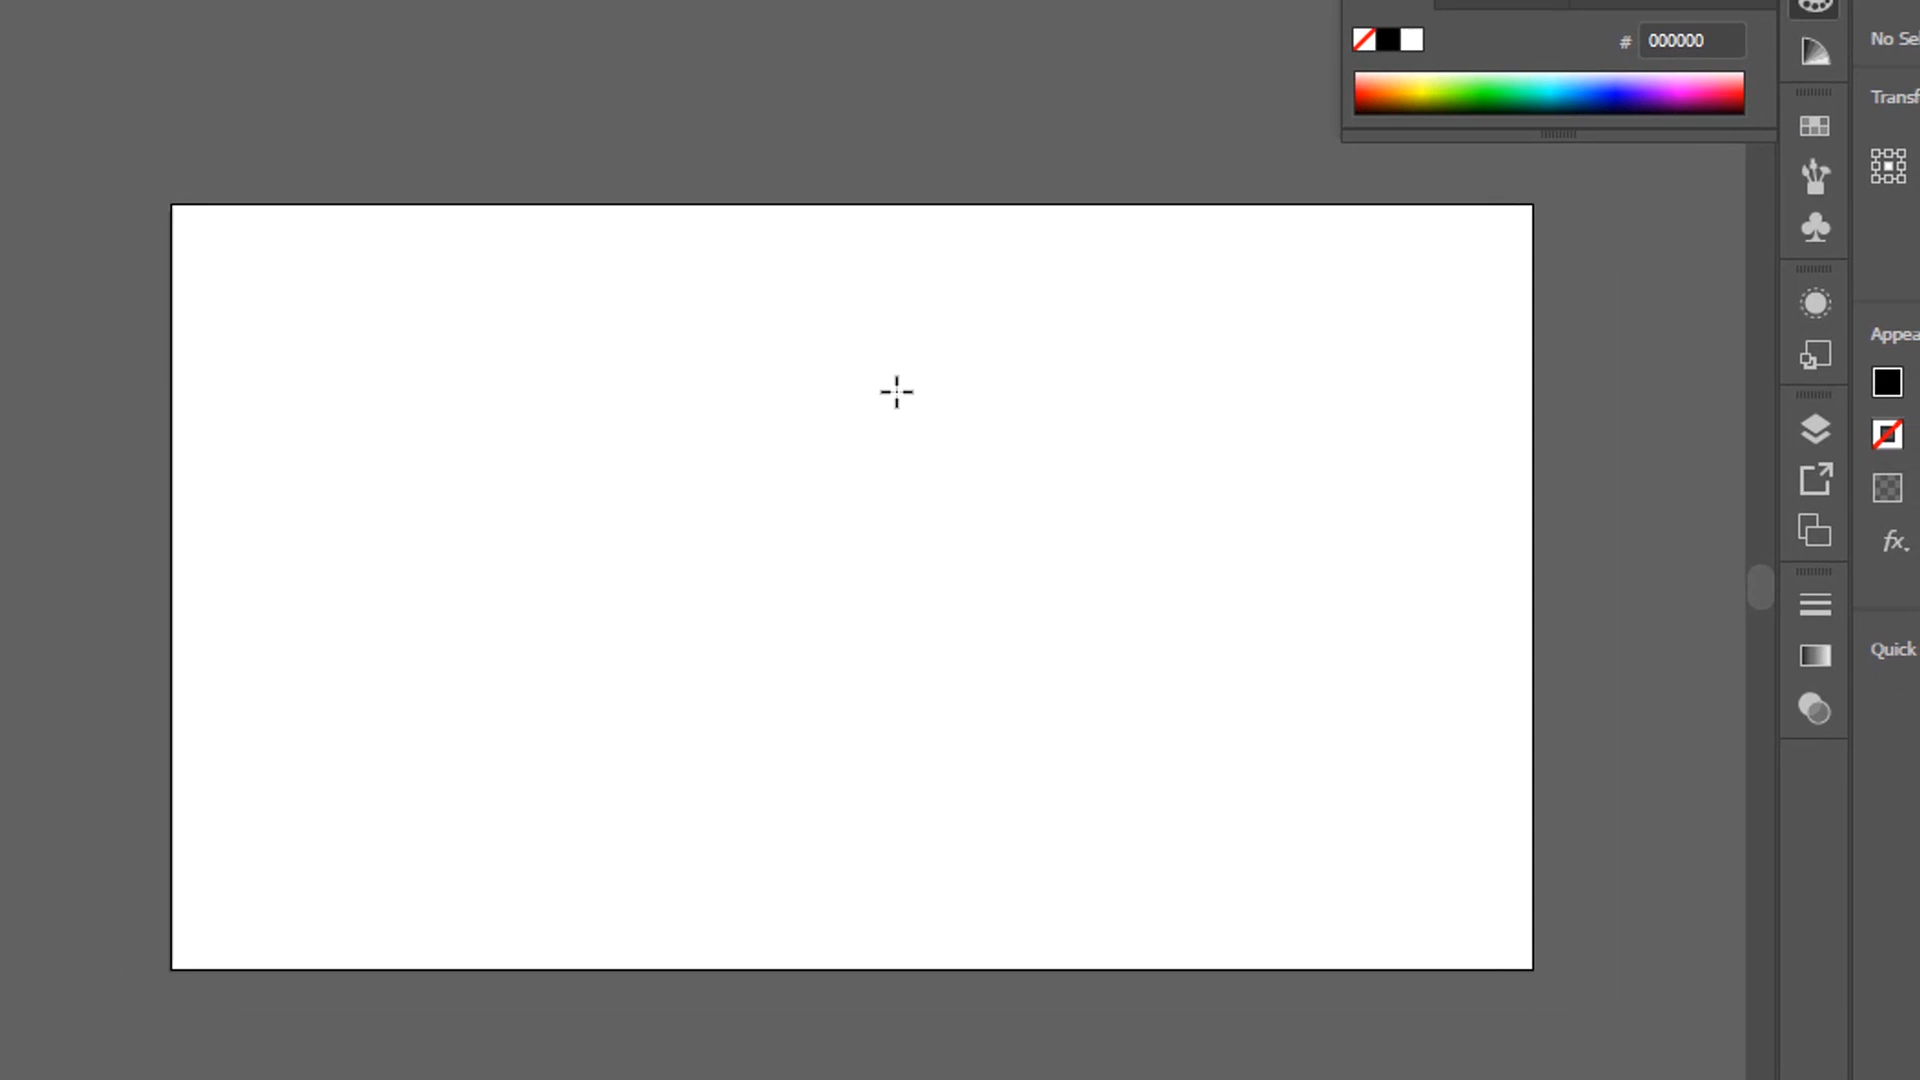 # 000000
No Se
Transf
Appea
fx.
Quick